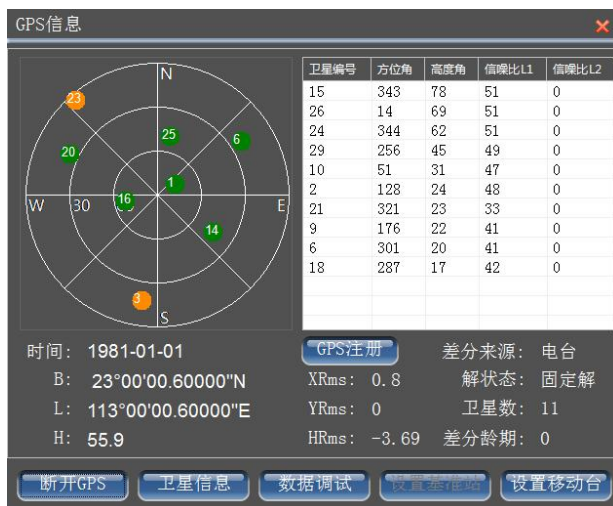 GPS信息
N
23
25
6
20
1
16
W
30
E
14
3
S
卫星编号 方位角 高度角 信噪比L1 信噪比L2
15 343 78 51 0
26 14 69 51 0
24 344 62 51 0
29 256 45 49 0
10 51 31 47 0
2 128 24 48 0
21 321 23 33 0
9 176 22 41 0
6 301 20 41 0
18 287 17 42 0
时间: 1981-01-01
B: 23°00'00.60000"N
L: 113°00'00.60000"E
H: 55.9
GPS注册 差分来源: 电台
XRms: 0.8 解状态: 固定解
YRms: 0 卫星数: 11
HRms: -3.69 差分龄期: 0
断开GPS 卫星信息 数据调试 设置基准站 设置移动台